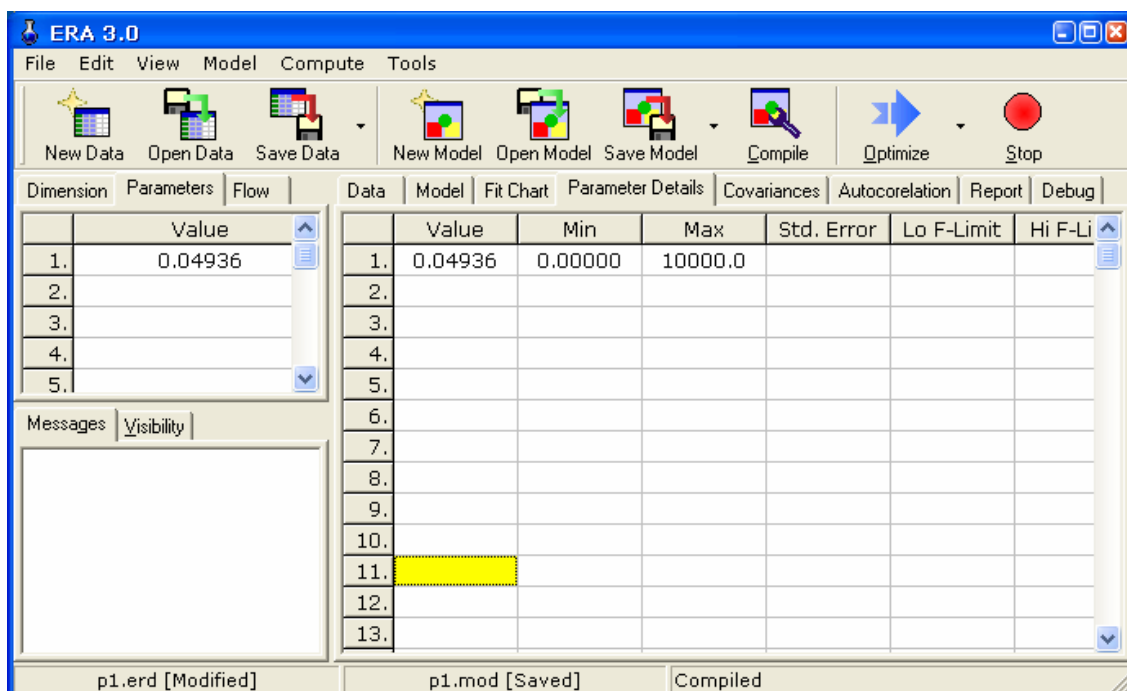 ERA 3.0
File Edit View Model Compute Tools
New Data Open Data Save Data New Model Open Model Save Model Compile Optimize Stop
Dimension Parameters Flow
Value
1. 0.04936
2.
3.
4.
5.
Messages Visibility
Data Model Fit Chart Parameter Details Covariances Autocorelation Report Debug
Value Min Max Std. Error Lo F-Limit Hi F-Li
1. 0.04936 0.00000 10000.0
2.
3.
4.
5.
6.
7.
8.
9.
10.
11.
12.
13.
p1.erd [Modified] p1.mod [Saved] Compiled